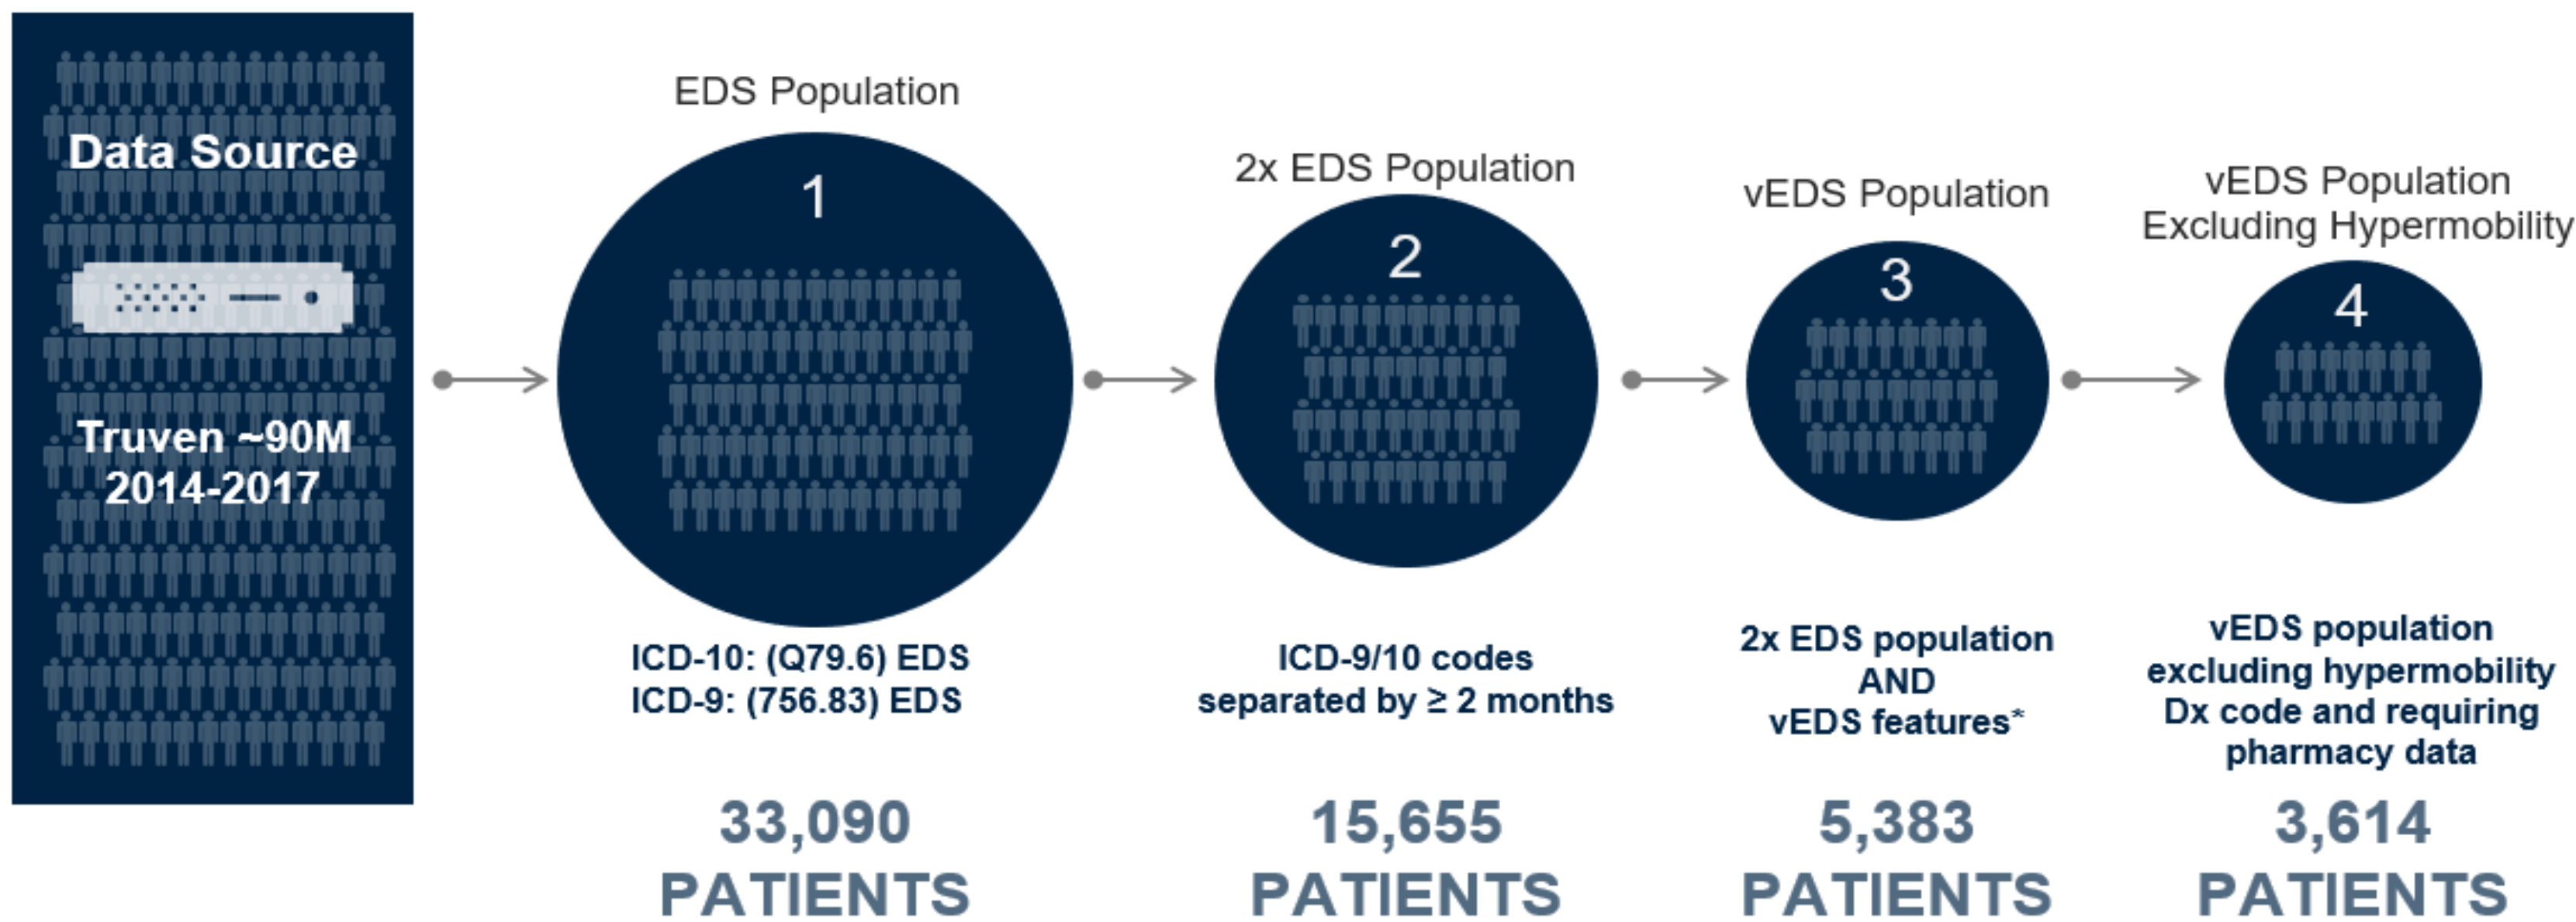 Data Source
Truven ~90M
2014-2017
EDS Population
1
ICD-10: (Q79.6) EDS
ICD-9: (756.83) EDS
33,090
PATIENTS
2x EDS Population
2
ICD-9/10 codes
separated by ≥ 2 months
15,655
PATIENTS
vEDS Population
3
2x EDS population
AND
vEDS features*
5,383
PATIENTS
vEDS Population
Excluding Hypermobility
4
vEDS population
excluding hypermobility
Dx code and requiring
pharmacy data
3,614
PATIENTS